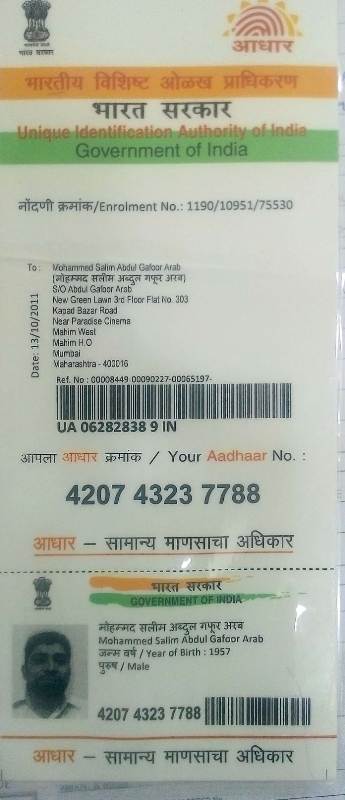 भारत सरकार
आधार
भारतीय विशिष्ट ओळख प्राधिकरण
भारत सरकार
Unique Identification Authority of India
Government of India
नोंदणी क्रमांक/Enrolment No.: 1190/10951/75530
Date: 13/10/2011
To:
Mohammed Salim Abdul Gafoor Arab
(मोहम्मद सलीम अब्दुल गफूर अरब)
S/O Abdul Gafoor Arab
New Green Lawn 3rd Floor Flat No. 303
Kapad Bazar Road
Near Paradise Cinema
Mahim West
Mahim H.O
Mumbai
Maharashtra - 400016
Ref. No : 00008449-00090227-00065197-
UA 06282838 9 IN
आपला आधार क्रमांक / Your Aadhaar No. :
4207 4323 7788
आधार – सामान्य माणसाचा अधिकार
भारत सरकार
GOVERNMENT OF INDIA
मोहम्मद सलीम अब्दुल गफूर अरब
Mohammed Salim Abdul Gafoor Arab
जन्म वर्ष / Year of Birth : 1957
पुरुष / Male
4207 4323 7788
आधार – सामान्य माणसाचा अधिकार